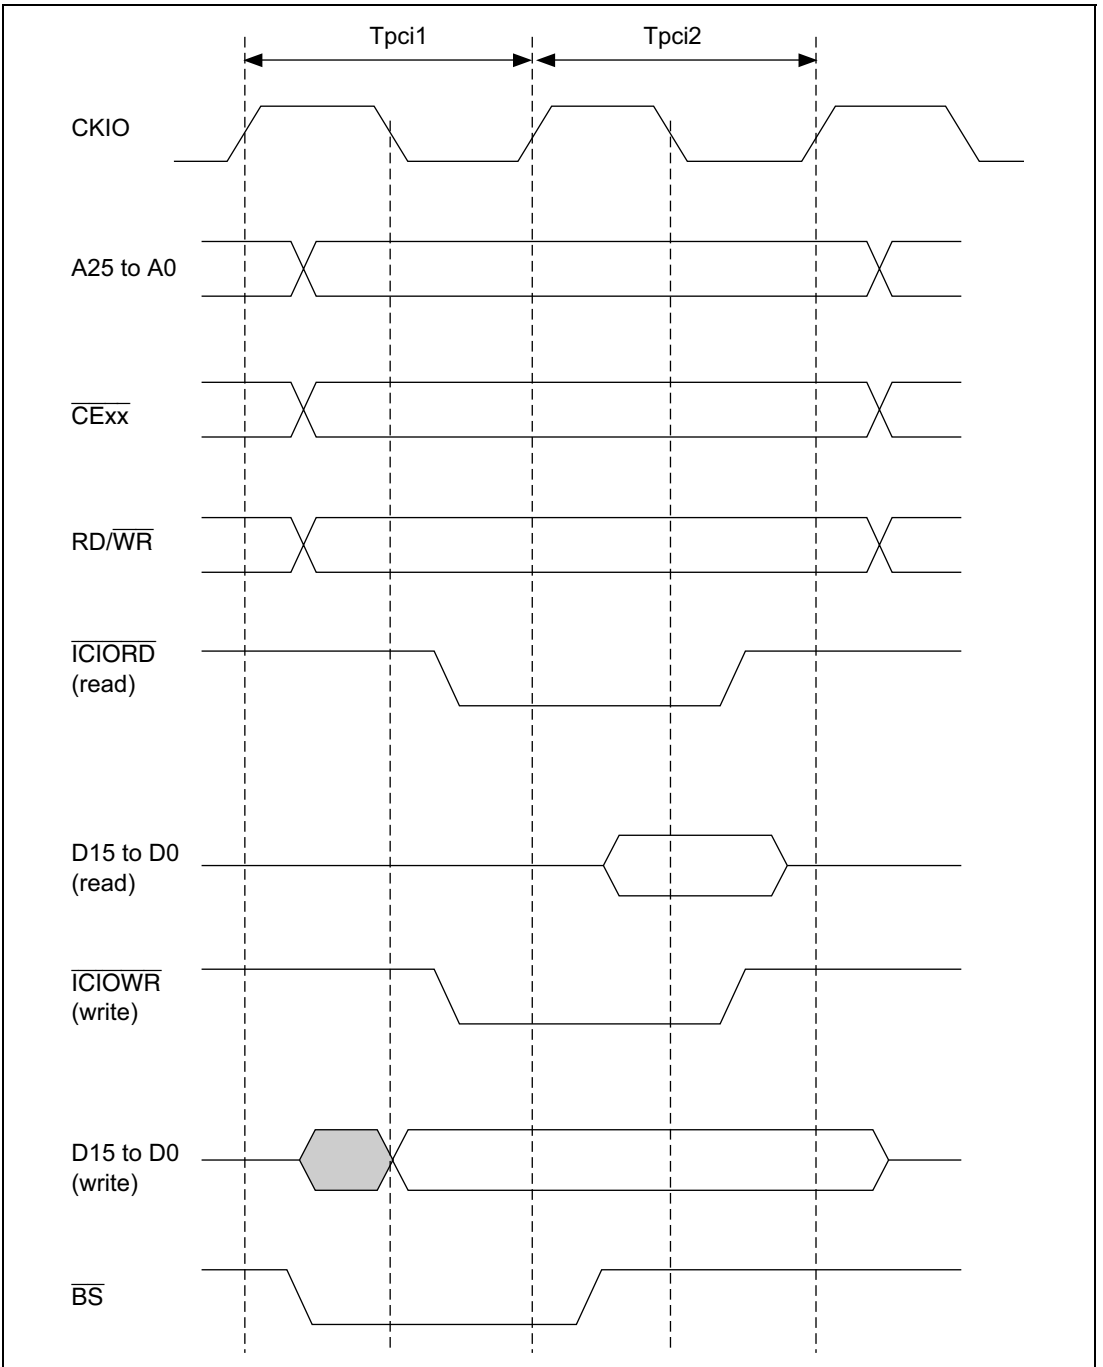 Tpci1 Tpci2
CKIO
A25 to A0
CExx
RD/WR
ICIORD
(read)
D15 to D0
(read)
ICIOWR
(write)
D15 to D0
(write)
BS